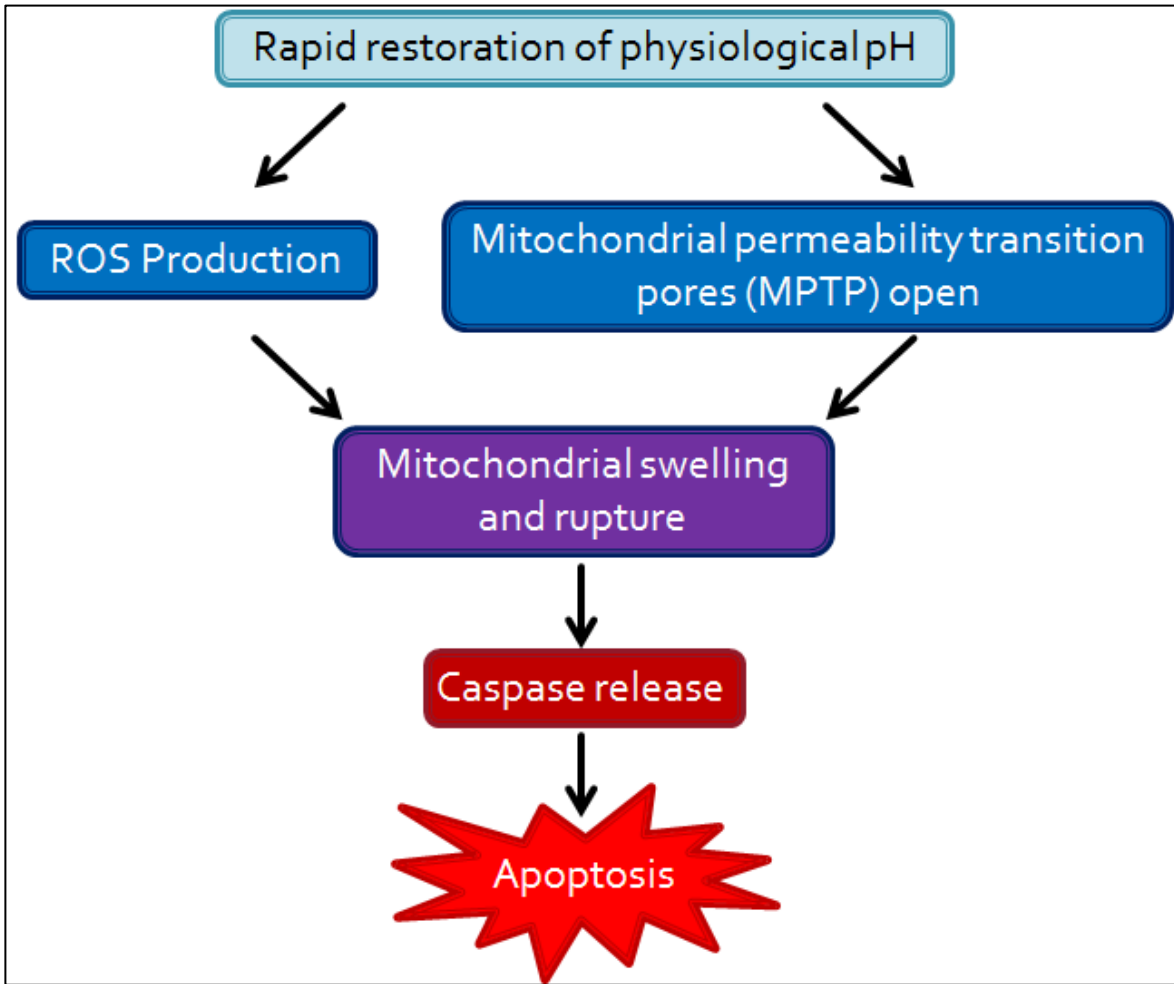 Rapid restoration of physiological pH
ROS Production
Mitochondrial permeability transition
pores (MPTP) open
Mitochondrial swelling
and rupture
Caspase release
Apoptosis